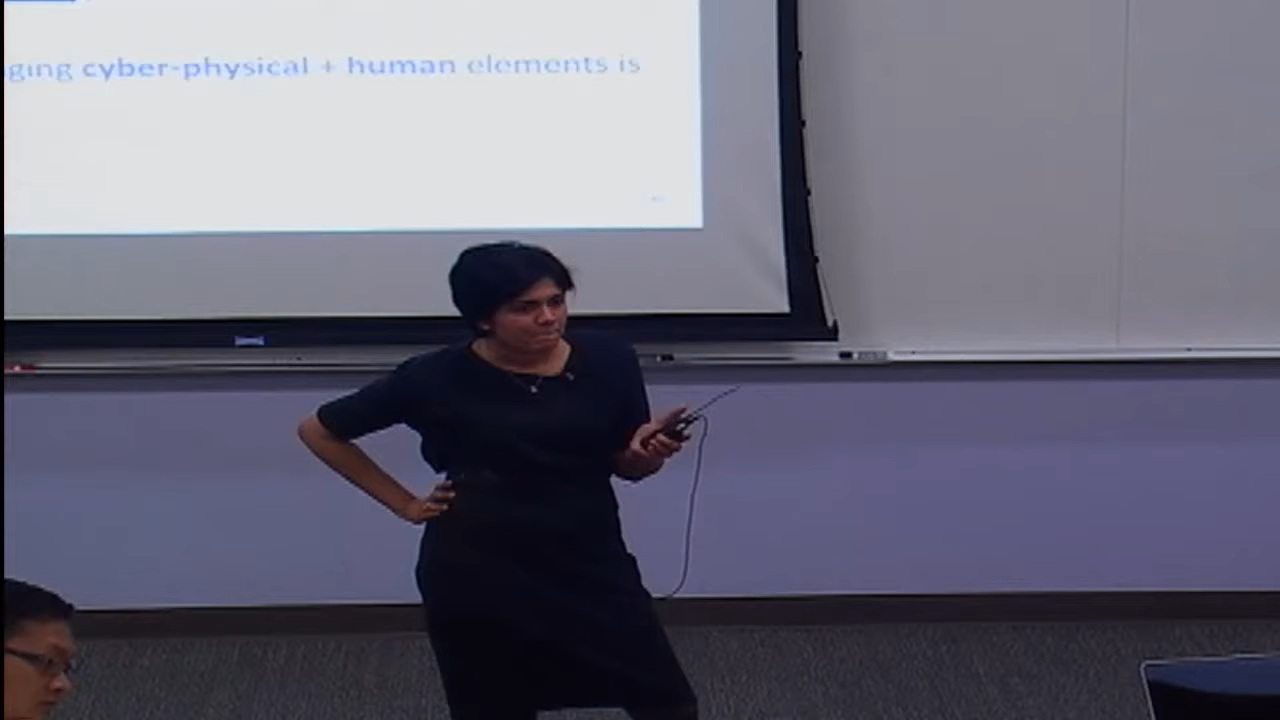 ging cyber-physical + human elements is